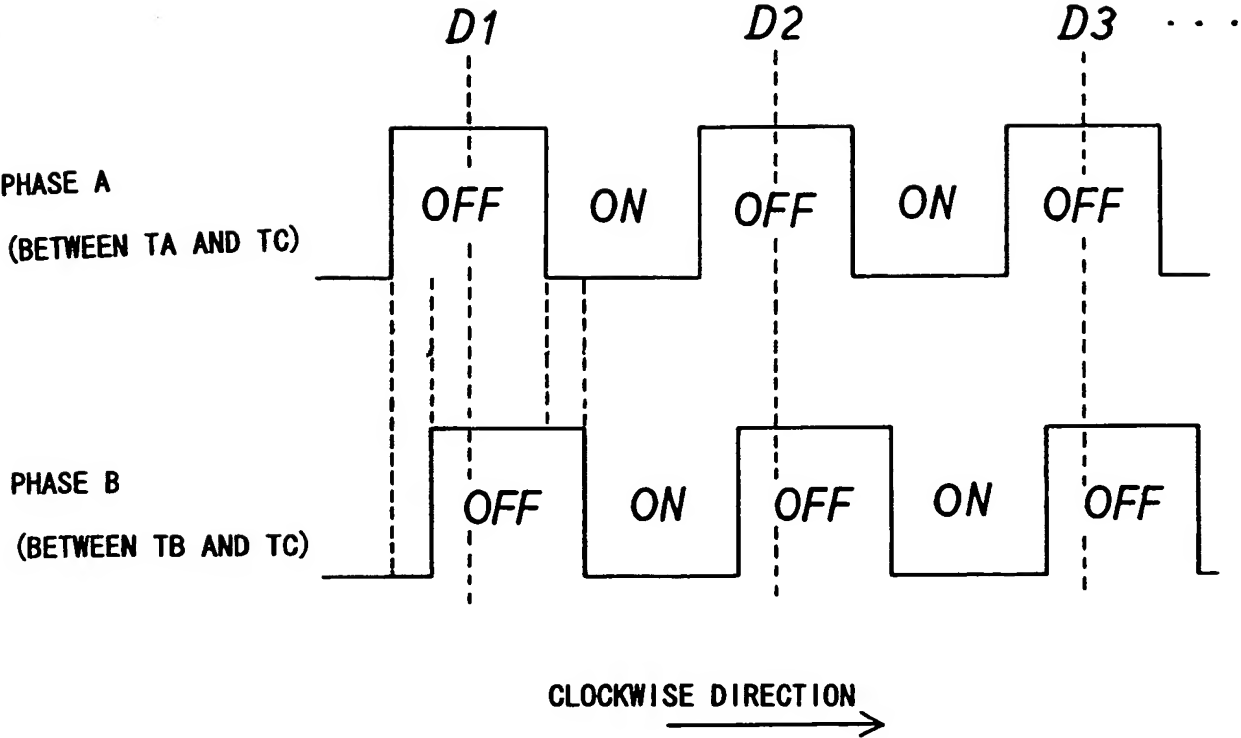 D1 D2 D3 ...
PHASE A
(BETWEEN TA AND TC)
OFF ON OFF ON OFF
PHASE B
(BETWEEN TB AND TC)
OFF ON OFF ON OFF
CLOCKWISE DIRECTION